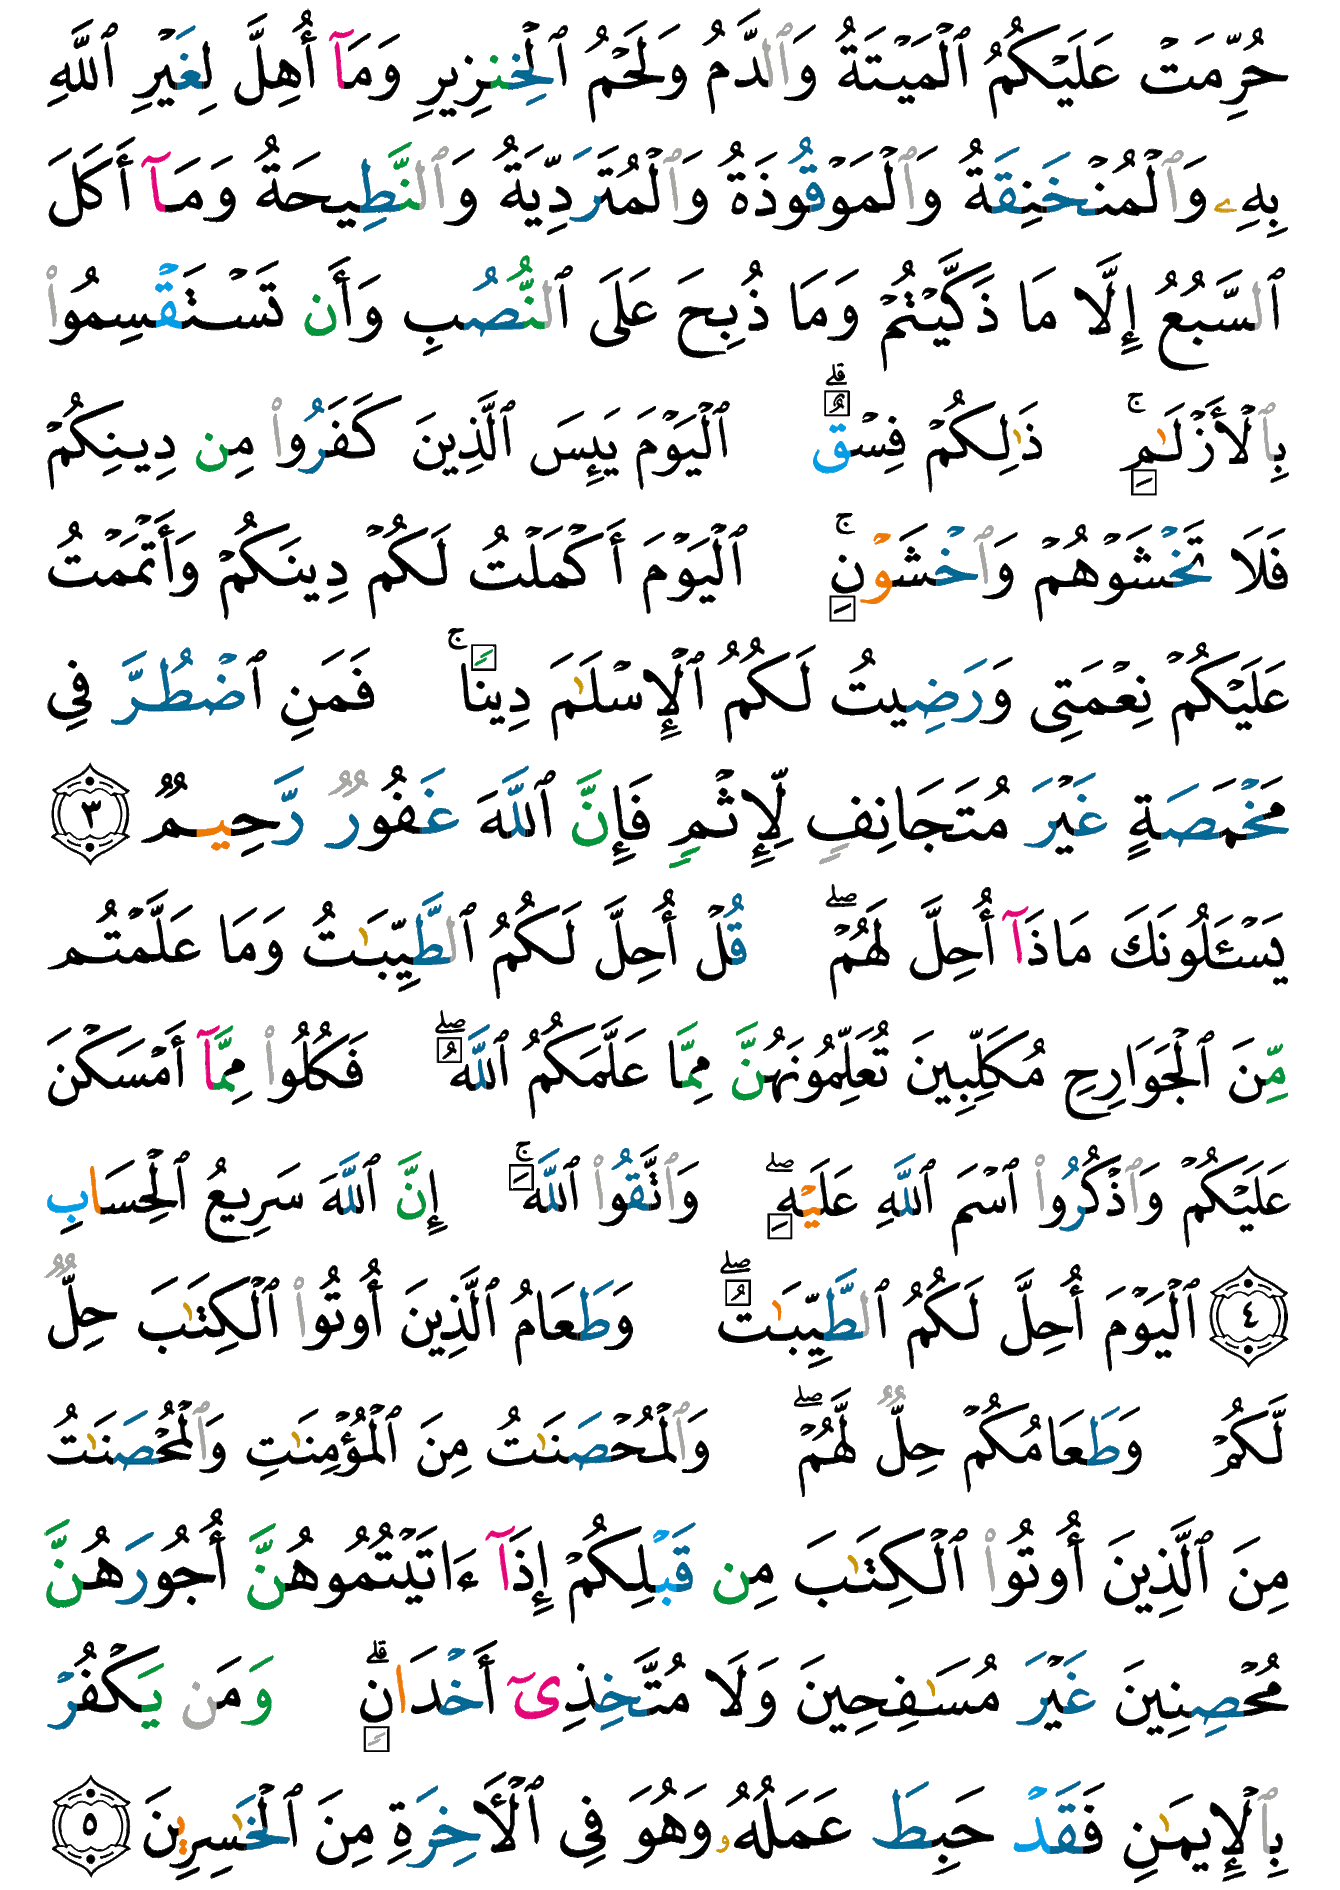 حُرِّمَتْ عَلَيْكُمُ ٱلْمَيْتَةُ وَٱلدَّمُ وَلَحْمُ ٱلْخِنزِيرِ وَمَآ أُهِلَّ لِغَيْرِ ٱللَّهِ
بِهِۦ وَٱلْمُنْخَنِقَةُ وَٱلْمَوْقُوذَةُ وَٱلْمُتَرَدِّيَةُ وَٱلنَّطِيحَةُ وَمَآ أَكَلَ
ٱلسَّبُعُ إِلَّا مَا ذَكَّيْتُمْ وَمَا ذُبِحَ عَلَى ٱلنُّصُبِ وَأَن تَسْتَقْسِمُوا۟
بِٱلْأَزْلَٰمِ ۚ ذَٰلِكُمْ فِسْقٌ ۗ ٱلْيَوْمَ يَئِسَ ٱلَّذِينَ كَفَرُوا۟ مِن دِينِكُمْ
فَلَا تَخْشَوْهُمْ وَٱخْشَوْنِ ۚ ٱلْيَوْمَ أَكْمَلْتُ لَكُمْ دِينَكُمْ وَأَتْمَمْتُ
عَلَيْكُمْ نِعْمَتِى وَرَضِيتُ لَكُمُ ٱلْإِسْلَٰمَ دِينًا ۚ فَمَنِ ٱضْطُرَّ فِى
مَخْمَصَةٍ غَيْرَ مُتَجَانِفٍ لِّإِثْمٍ فَإِنَّ ٱللَّهَ غَفُورٌ رَّحِيمٌ ٣
يَسْـَٔلُونَكَ مَاذَآ أُحِلَّ لَهُمْ ۖ قُلْ أُحِلَّ لَكُمُ ٱلطَّيِّبَٰتُ وَمَا عَلَّمْتُم
مِّنَ ٱلْجَوَارِحِ مُكَلِّبِينَ تُعَلِّمُونَهُنَّ مِمَّا عَلَّمَكُمُ ٱللَّهُ ۖ فَكُلُوا۟ مِمَّآ أَمْسَكْنَ
عَلَيْكُمْ وَٱذْكُرُوا۟ ٱسْمَ ٱللَّهِ عَلَيْهِ ۖ وَٱتَّقُوا۟ ٱللَّهَ ۚ إِنَّ ٱللَّهَ سَرِيعُ ٱلْحِسَابِ
٤ ٱلْيَوْمَ أُحِلَّ لَكُمُ ٱلطَّيِّبَٰتُ ۖ وَطَعَامُ ٱلَّذِينَ أُوتُوا۟ ٱلْكِتَٰبَ حِلٌّ
لَّكُمْ وَطَعَامُكُمْ حِلٌّ لَّهُمْ ۖ وَٱلْمُحْصَنَٰتُ مِنَ ٱلْمُؤْمِنَٰتِ وَٱلْمُحْصَنَٰتُ
مِنَ ٱلَّذِينَ أُوتُوا۟ ٱلْكِتَٰبَ مِن قَبْلِكُمْ إِذَآ ءَاتَيْتُمُوهُنَّ أُجُورَهُنَّ
مُحْصِنِينَ غَيْرَ مُسَٰفِحِينَ وَلَا مُتَّخِذِىٓ أَخْدَانٍ ۗ وَمَن يَكْفُرْ
بِٱلْإِيمَٰنِ فَقَدْ حَبِطَ عَمَلُهُۥ وَهُوَ فِى ٱلْـَٔاخِرَةِ مِنَ ٱلْخَٰسِرِينَ ٥